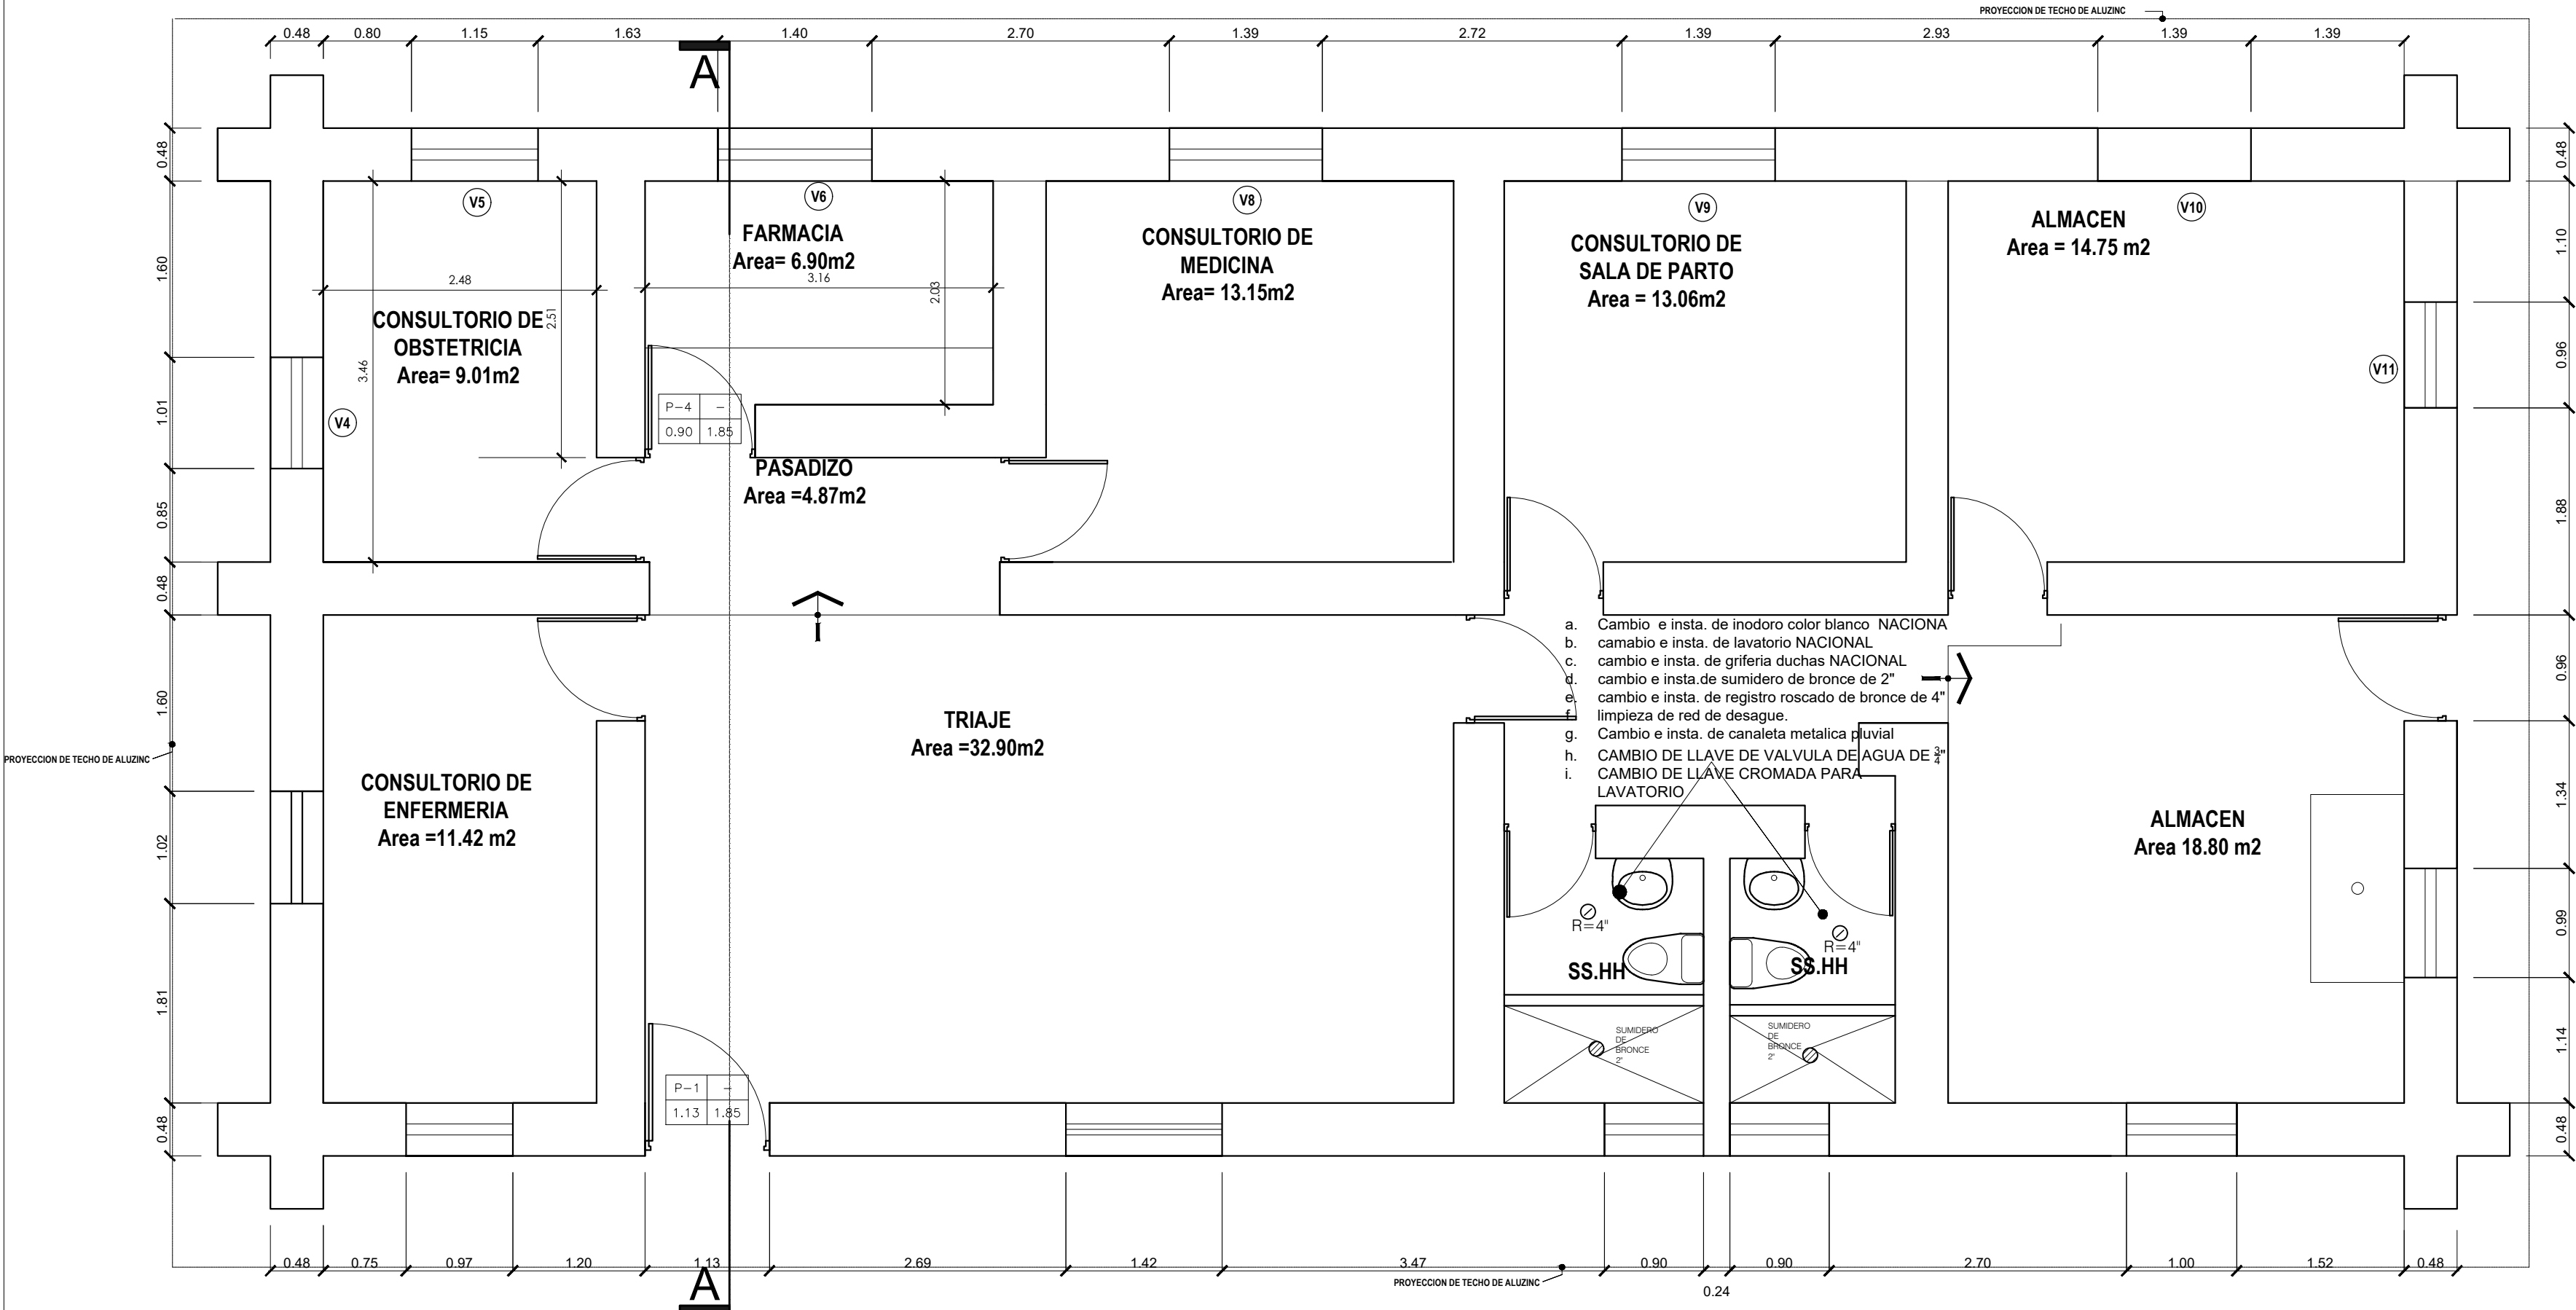 PROYECCION DE TECHO DE ALUZINC
0.48
0.80
1.15
1.63
1.40
2.70
1.39
2.72
1.39
2.93
1.39
1.39
A
0.48
1.60
1.01
0.85
0.48
1.60
1.02
1.81
0.48
0.48
1.10
0.96
1.88
0.96
1.34
0.99
1.14
0.48
V5
V6
V8
V9
V10
V4
V11
2.48
3.46
2.51
CONSULTORIO DE
OBSTETRICIA
Area= 9.01m2
FARMACIA
Area= 6.90m2
3.16
2.03
P-4 -
0.90 1.85
CONSULTORIO DE
MEDICINA
Area= 13.15m2
CONSULTORIO DE
SALA DE PARTO
Area = 13.06m2
ALMACEN
Area = 14.75 m2
PASADIZO
Area =4.87m2
a. Cambio e insta. de inodoro color blanco NACIONA
b. camabio e insta. de lavatorio NACIONAL
c. cambio e insta. de griferia duchas NACIONAL
d. cambio e insta.de sumidero de bronce de 2"
e. cambio e insta. de registro roscado de bronce de 4"
f. limpieza de red de desague.
g. Cambio e insta. de canaleta metalica pluvial
h. CAMBIO DE LLAVE DE VALVULA DE AGUA DE ¾"
i. CAMBIO DE LLAVE CROMADA PARA
LAVATORIO
TRIAJE
Area =32.90m2
PROYECCION DE TECHO DE ALUZINC
CONSULTORIO DE
ENFERMERIA
Area =11.42 m2
ALMACEN
Area 18.80 m2
R=4"
R=4"
SS.HH
SS.HH
SUMIDERO
DE
BRONCE
2"
SUMIDERO
DE
BRONCE
2"
P-1 -
1.13 1.85
0.48
0.75
0.97
1.20
1.13
2.69
1.42
3.47
0.90
0.24
0.90
2.70
1.00
1.52
0.48
A
PROYECCION DE TECHO DE ALUZINC